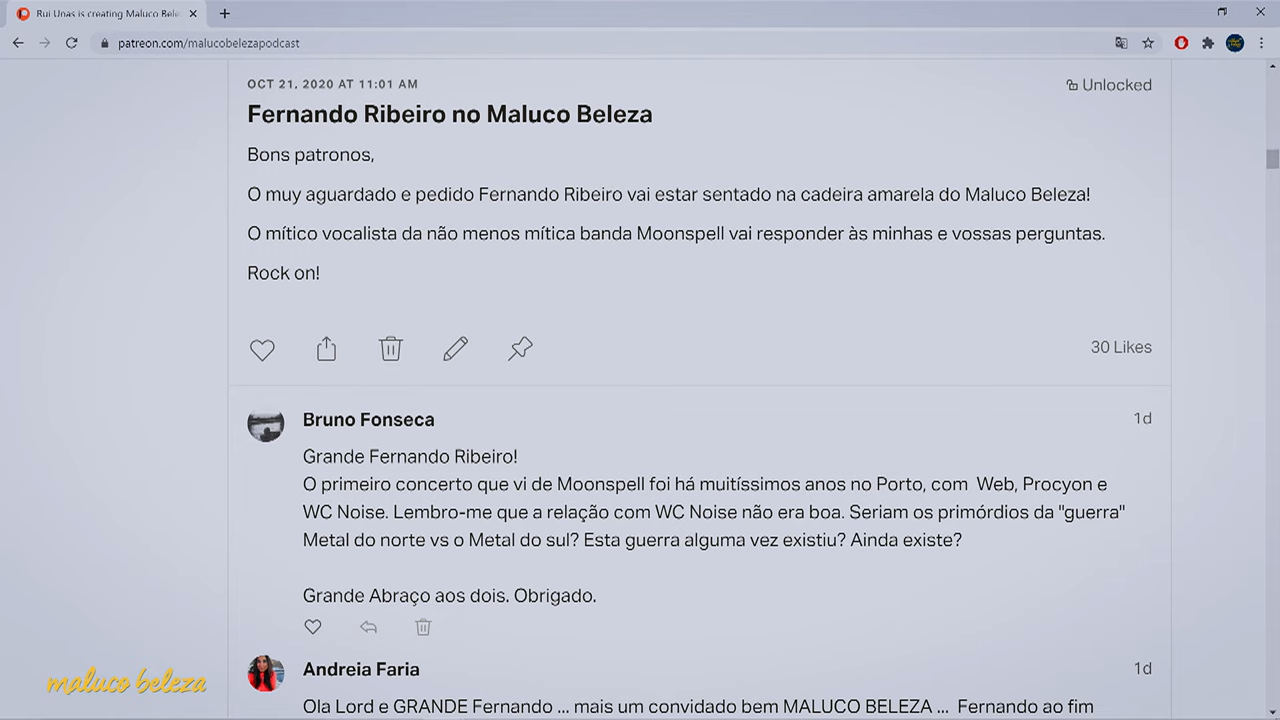 Rui Unas is creating Maluco Bele
patreon.com/malucobelezapodcast
OCT 21, 2020 AT 11:01 AM
Unlocked
Fernando Ribeiro no Maluco Beleza
Bons patronos,
O muy aguardado e pedido Fernando Ribeiro vai estar sentado na cadeira amarela do Maluco Beleza!
O mítico vocalista da não menos mítica banda Moonspell vai responder às minhas e vossas perguntas.
Rock on!
30 Likes
Bruno Fonseca
1d
Grande Fernando Ribeiro!
O primeiro concerto que vi de Moonspell foi há muitíssimos anos no Porto, com Web, Procyon e
WC Noise. Lembro-me que a relação com WC Noise não era boa. Seriam os primórdios da "guerra"
Metal do norte vs o Metal do sul? Esta guerra alguma vez existiu? Ainda existe?
Grande Abraço aos dois. Obrigado.
Andreia Faria
1d
Ola Lord e GRANDE Fernando ... mais um convidado bem MALUCO BELEZA ... Fernando ao fim
maluco beleza